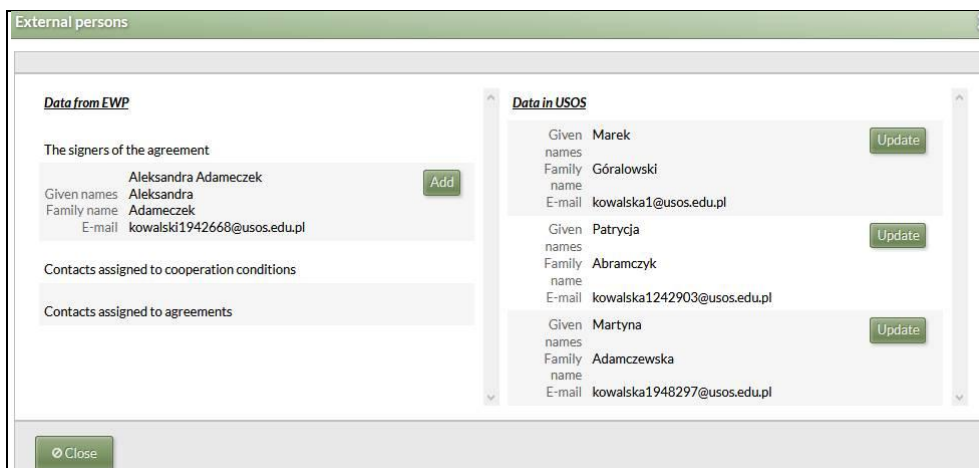 External persons
Data from EWP
The signers of the agreement
Aleksandra Adameczek
Given names Aleksandra
Family name Adameczek
E-mail kowalski1942668@usos.edu.pl
Add
Contacts assigned to cooperation conditions
Contacts assigned to agreements
Data in USOS
Given names Marek
Family name Góralowski
E-mail kowalska1@usos.edu.pl
Update
Given names Patrycja
Family name Abramczyk
E-mail kowalska1242903@usos.edu.pl
Update
Given names Martyna
Family name Adamczewska
E-mail kowalska1948297@usos.edu.pl
Update
Close